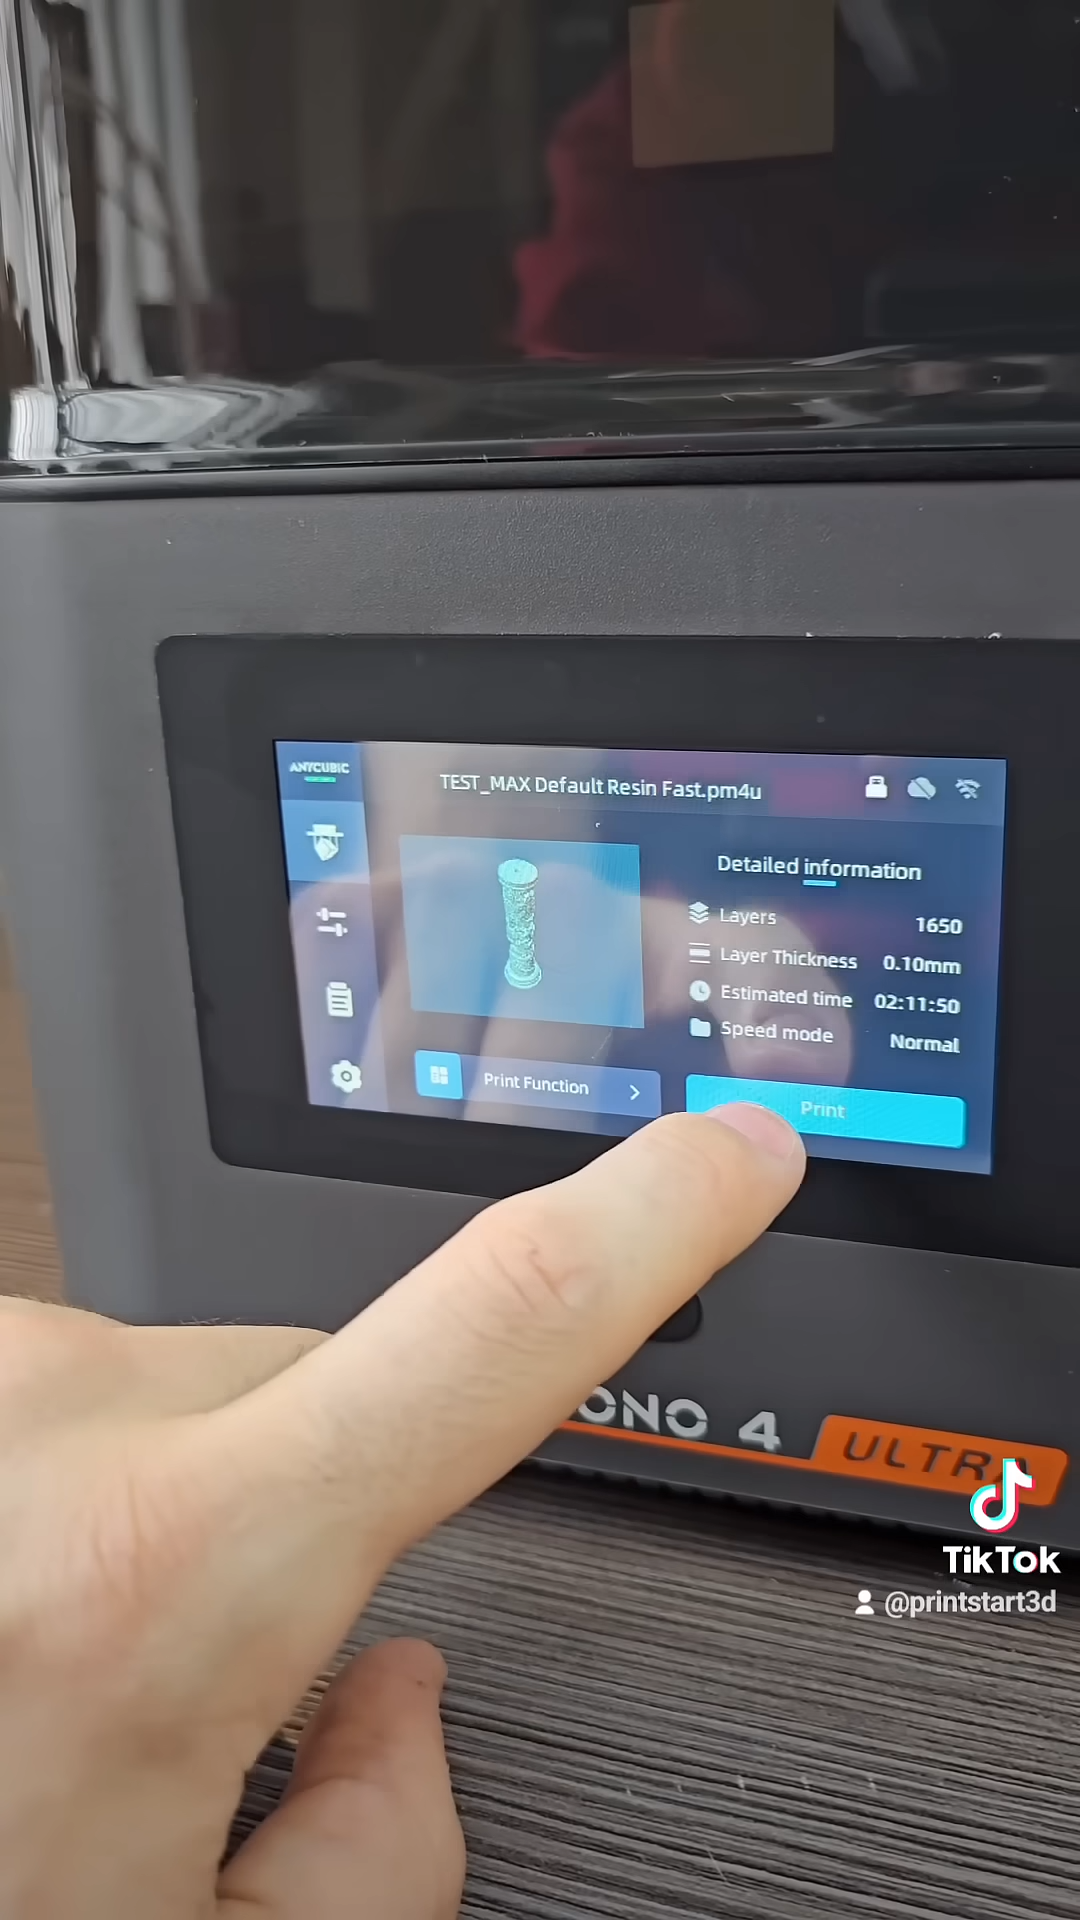 ANYCUBIC
TEST_MAX Default Resin Fast.pm4u
Detailed information
Layers 1650
Layer Thickness 0.10mm
Estimated time 02:11:50
Speed mode Normal
Print Function
Print
ONO 4 ULTRA
TikTok
@printstart3d